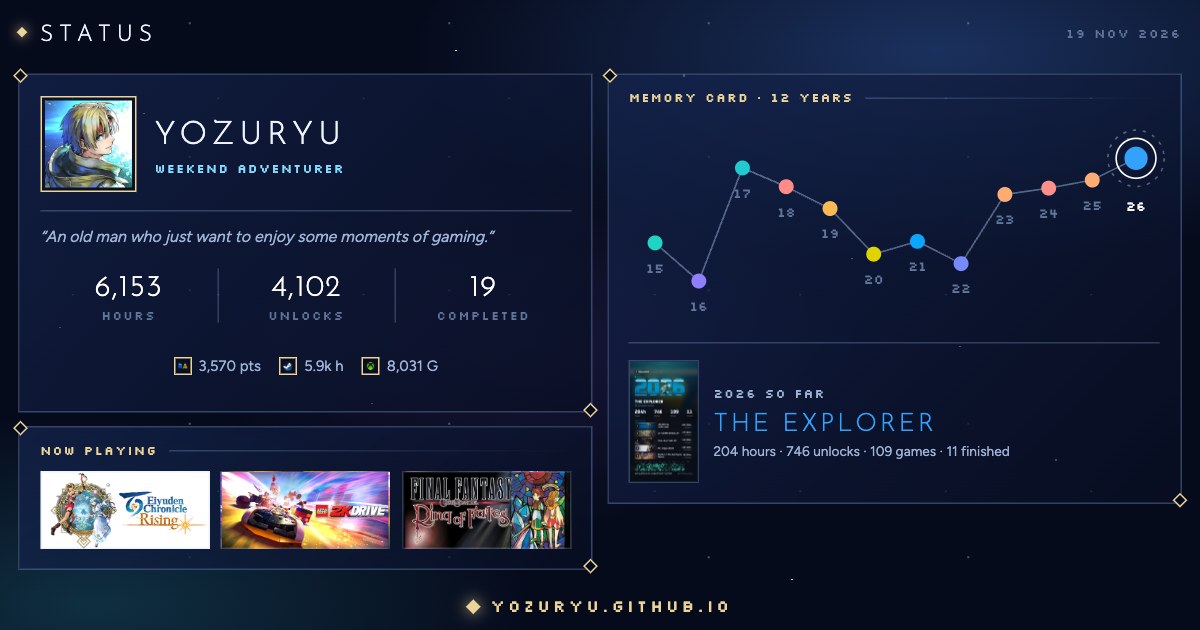 STATUS
19 NOV 2026
YOZURYU
WEEKEND ADVENTURER
"An old man who just want to enjoy some moments of gaming."
6,153
HOURS
4,102
UNLOCKS
19
COMPLETED
3,570 pts
5.9k h
8,031 G
NOW PLAYING
Eiyuden
Chronicle
Rising
LEGO 2K DRIVE
FINAL FANTASY
Ring of Fates
MEMORY CARD · 12 YEARS
15
16
17
18
19
20
21
22
23
24
25
26
2026
2026 SO FAR
THE EXPLORER
204 hours · 746 unlocks · 109 games · 11 finished
YOZURYU.GITHUB.IO